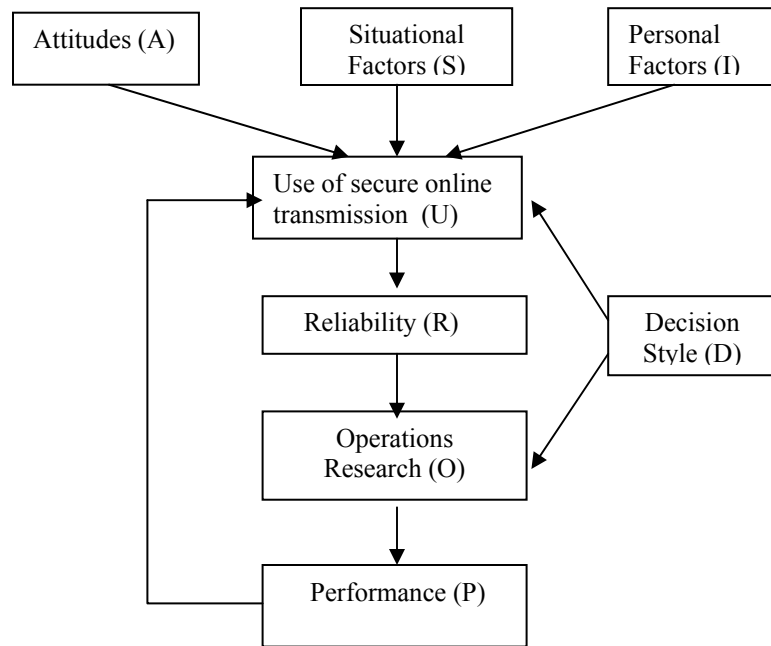 Attitudes (A)
Situational
Factors (S)
Personal
Factors (I)
Use of secure online
transmission (U)
Reliability (R)
Decision
Style (D)
Operations
Research (O)
Performance (P)